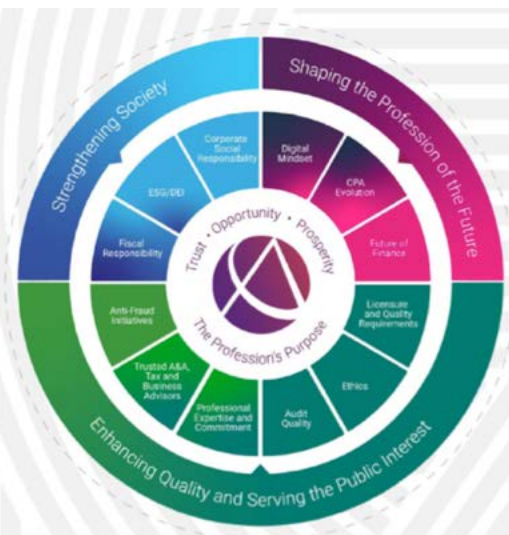 Strengthening Society
Shaping the Profession of the Future
Corporate
Social
Responsibility
Digital
Mindset
ESG/DEI
CPA
Evolution
Fiscal
Responsibility
Future of
Finance
Trust • Opportunity • Prosperity
The Profession's Purpose
Anti-Fraud
Initiatives
Licensure
and Quality
Requirements
Trusted A&A,
Tax and
Business
Advisors
Ethics
Professional
Expertise and
Commitment
Audit
Quality
Enhancing Quality and Serving the Public Interest